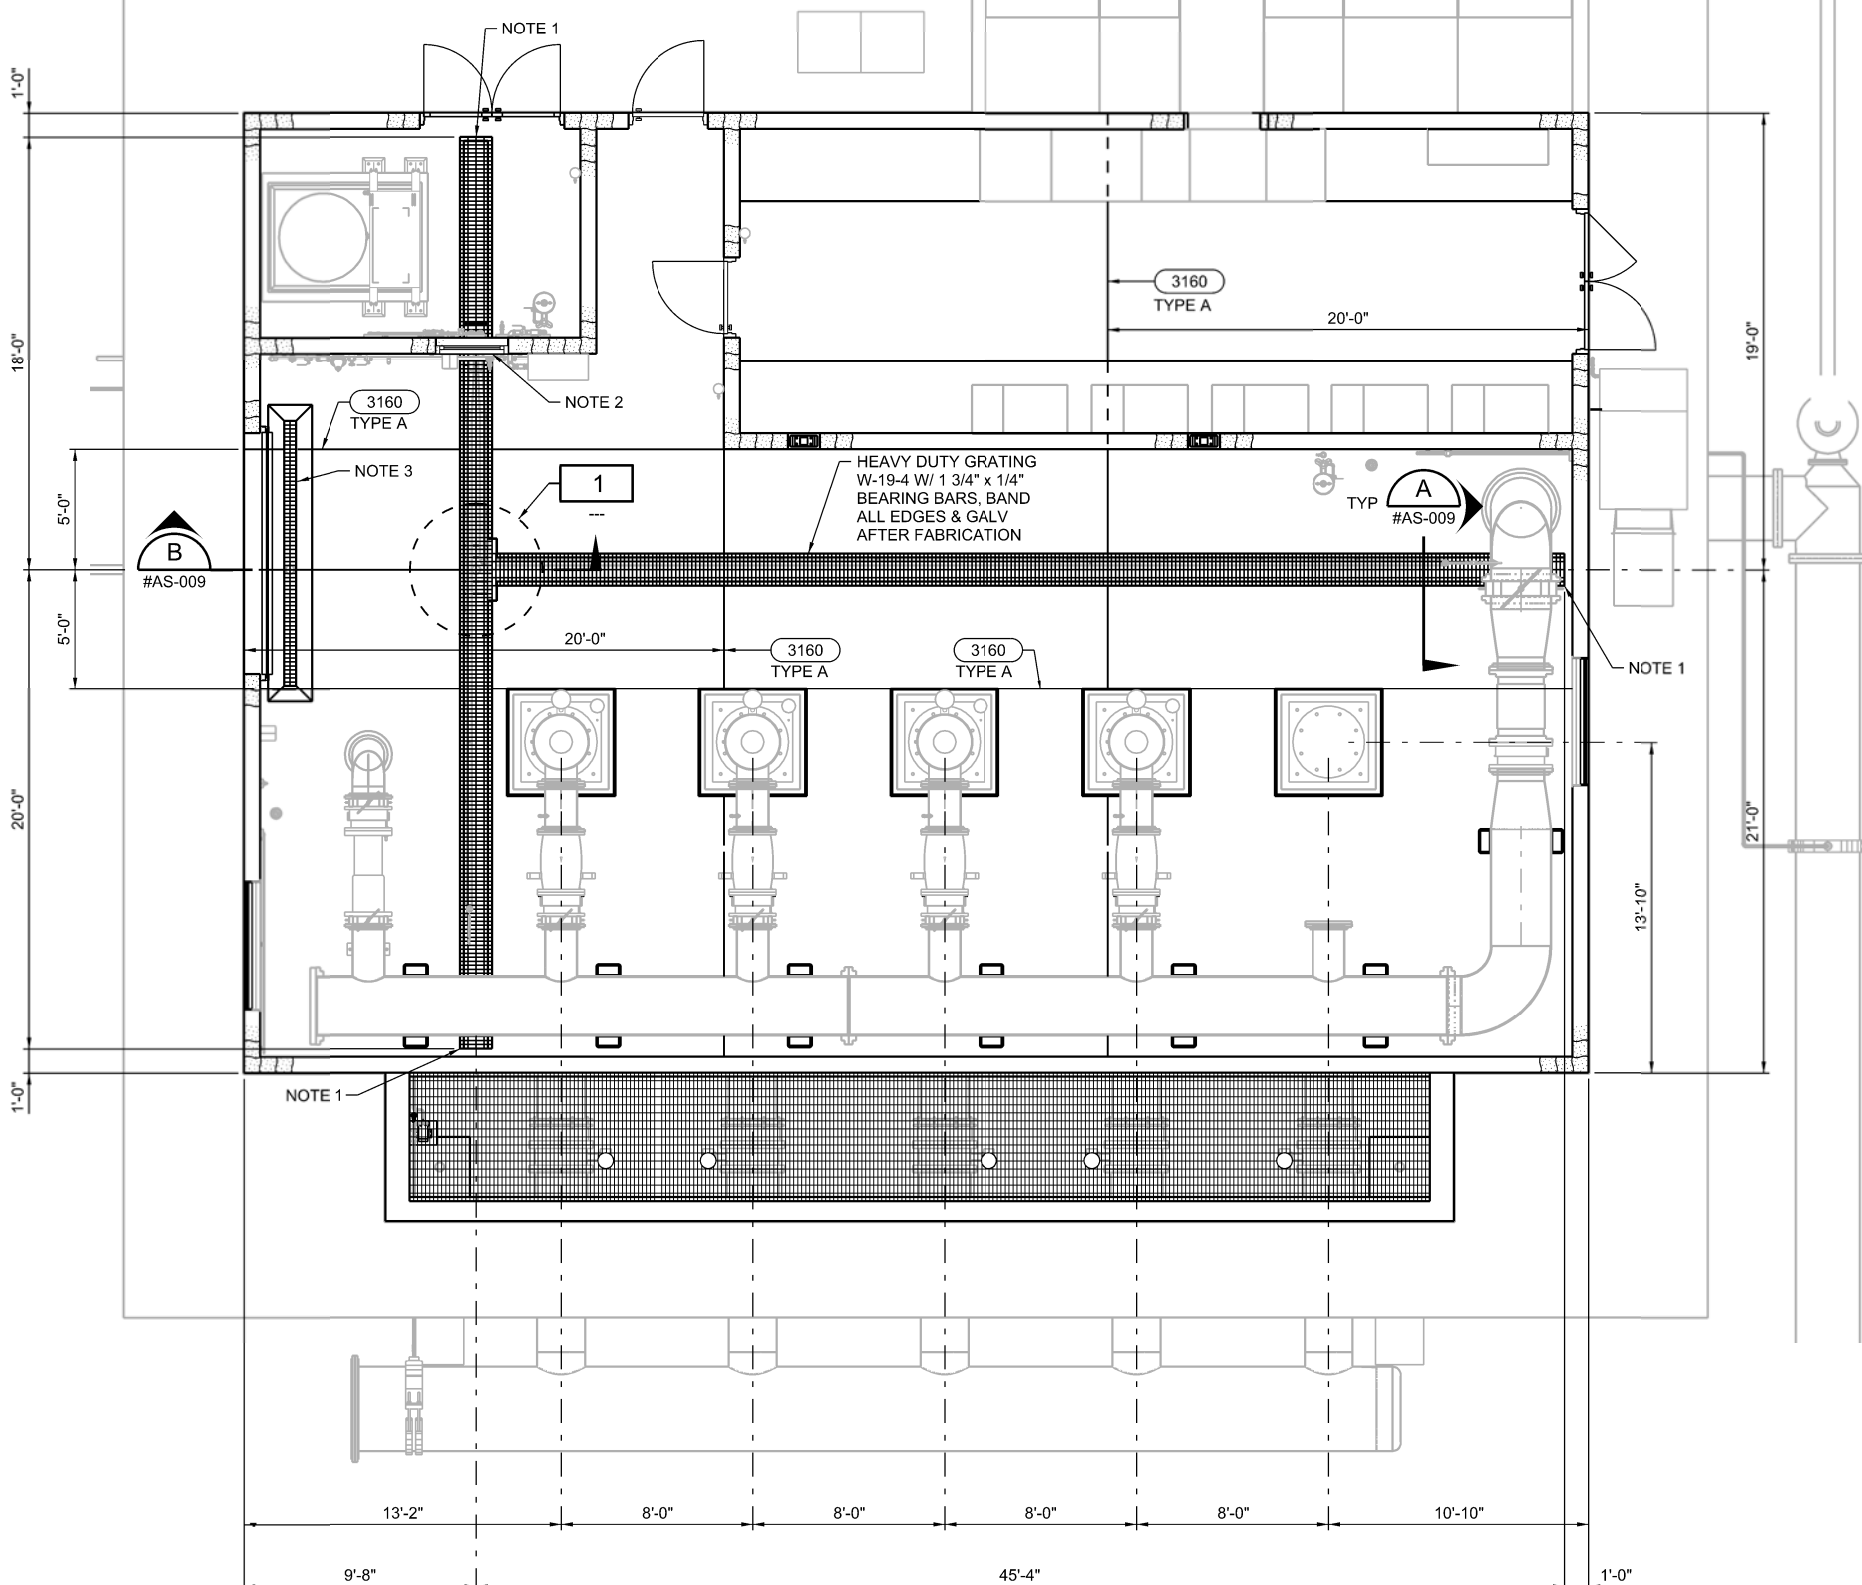 NOTE 1
1'-0"
3160
TYPE A
20'-0"
19'-0"
18'-0"
3160
TYPE A
NOTE 2
NOTE 3
HEAVY DUTY GRATING
W-19-4 W/ 1 3/4" x 1/4"
BEARING BARS, BAND
ALL EDGES & GALV
AFTER FABRICATION
1
---
TYP
A
#AS-009
5'-0"
B
#AS-009
5'-0"
20'-0"
3160
TYPE A
3160
TYPE A
NOTE 1
20'-0"
21'-0"
13'-10"
1'-0"
NOTE 1
13'-2"
8'-0"
8'-0"
8'-0"
8'-0"
10'-10"
9'-8"
45'-4"
1'-0"